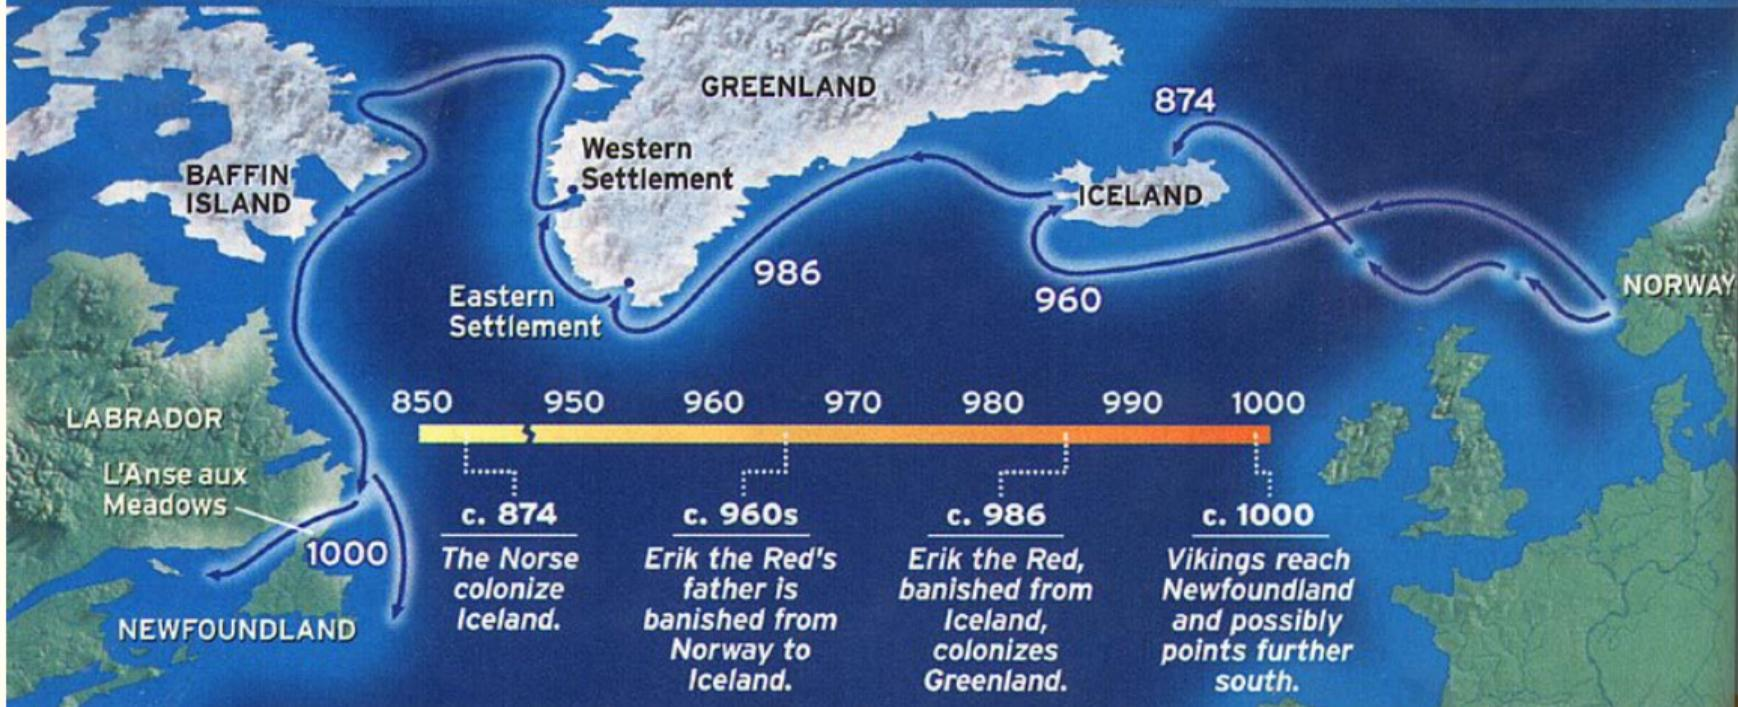 GREENLAND
874
Western
Settlement
BAFFIN
ISLAND
ICELAND
986
960
NORWAY
Eastern
Settlement
850 950 960 970 980 990 1000
LABRADOR
L'Anse aux
Meadows
1000
NEWFOUNDLAND
c. 874
The Norse
colonize
Iceland.
c. 960s
Erik the Red's
father is
banished from
Norway to
Iceland.
c. 986
Erik the Red,
banished from
Iceland,
colonizes
Greenland.
c. 1000
Vikings reach
Newfoundland
and possibly
points further
south.